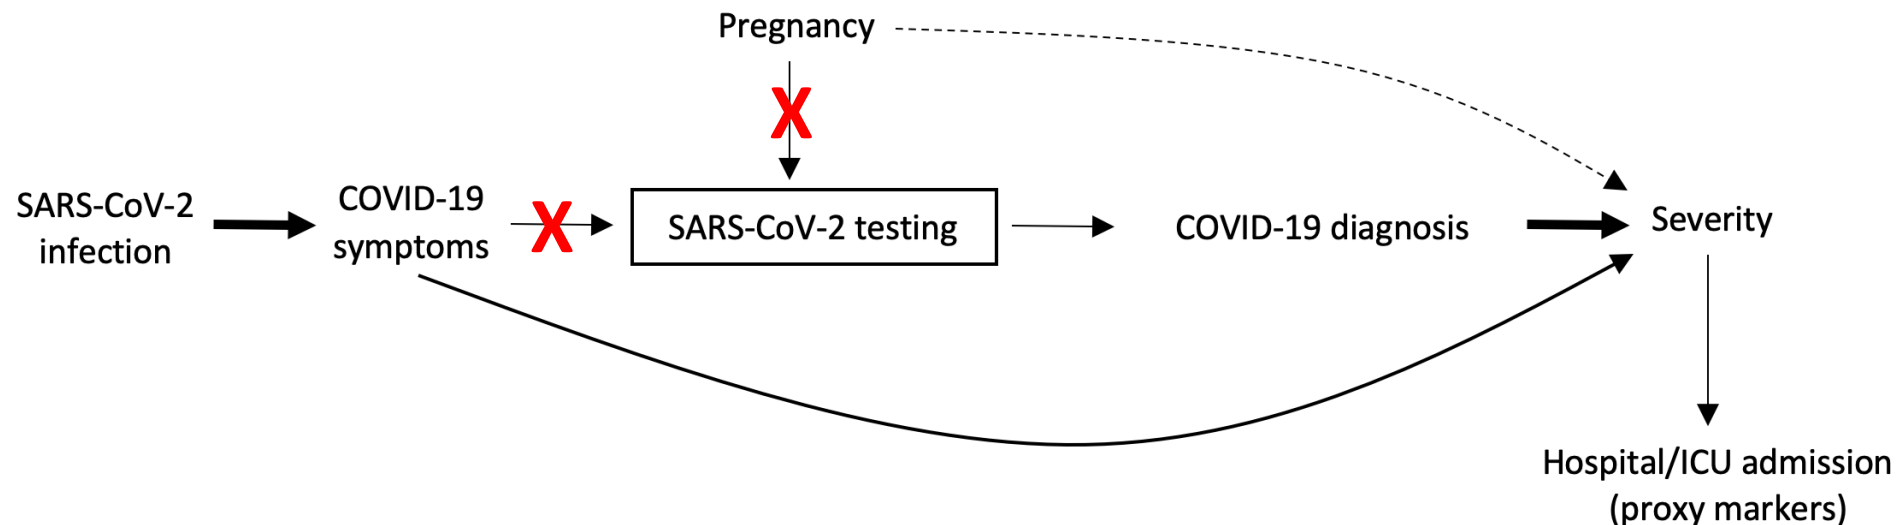 Pregnancy
SARS-CoV-2
infection
COVID-19
symptoms
X
X
SARS-CoV-2 testing
COVID-19 diagnosis
Severity
Hospital/ICU admission
(proxy markers)